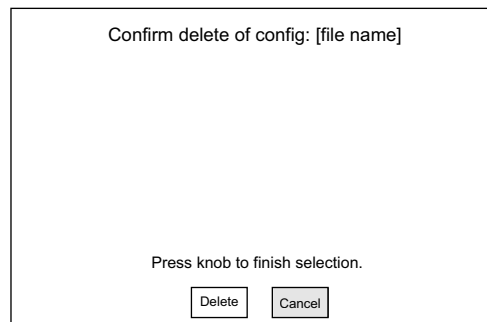 Confirm delete of config: [file name]
Press knob to finish selection.
Delete Cancel